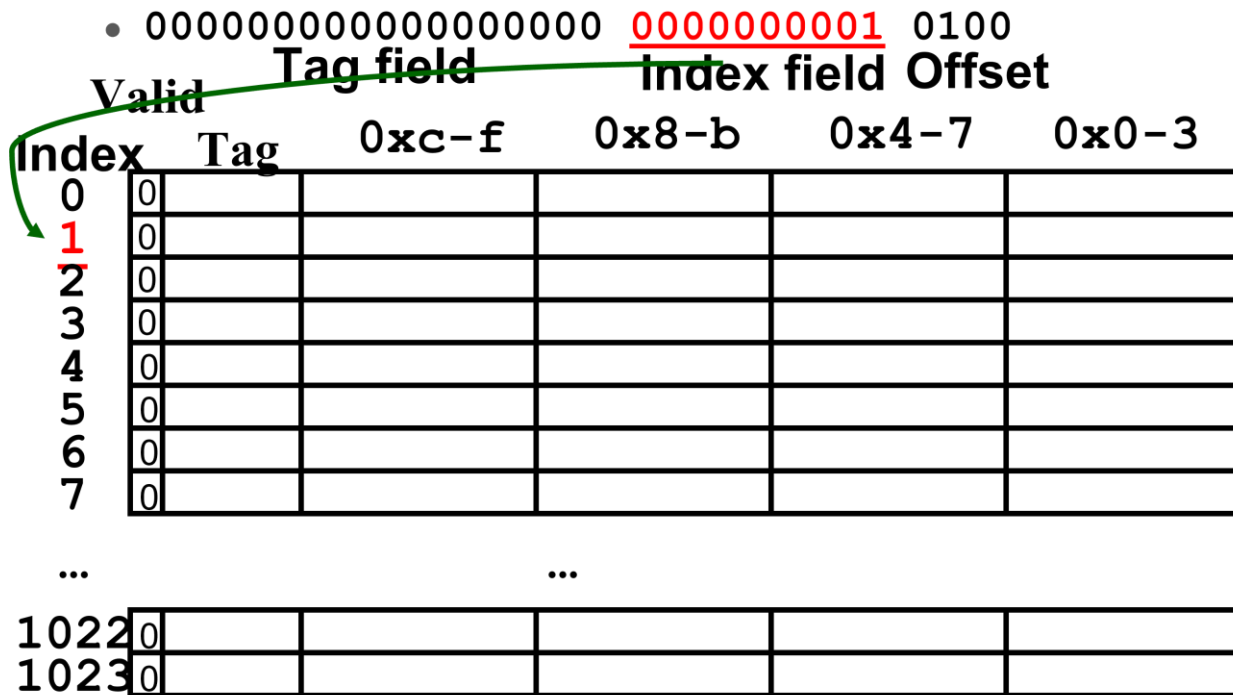 • 000000000000000000 0000000001 0100
Tag field Index field Offset
Valid
Index Tag 0xc-f 0x8-b 0x4-7 0x0-3
0 0
1 0
2 0
3 0
4 0
5 0
6 0
7 0
... ...
1022 0
1023 0